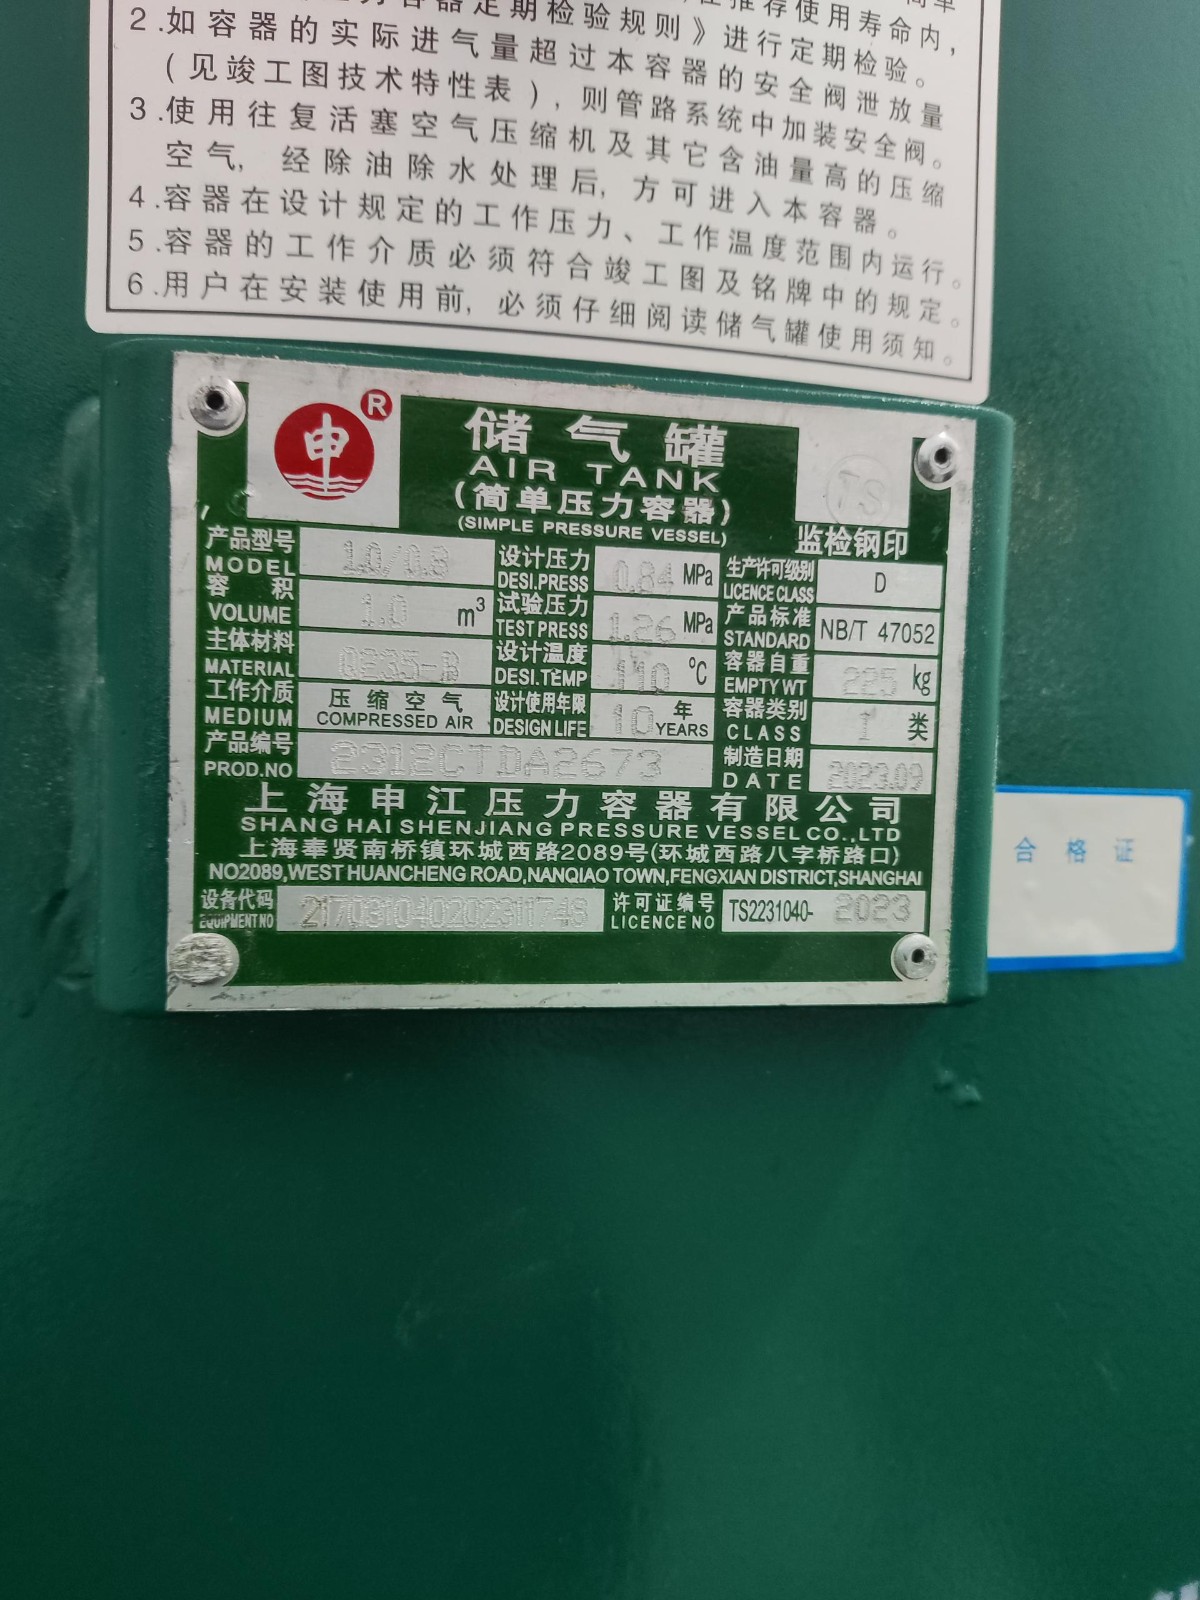 容器定期检验规则》进行定期检验。
2.如容器的实际进气量超过本容器的安全阀泄放量
(见竣工图技术特性表),则管路系统中加装安全阀。
3.使用往复活塞空气压缩机及其它含油量高的压缩
空气,经除油除水处理后,方可进入本容器。
4.容器在设计规定的工作压力、工作温度范围内运行。
5.容器的工作介质必须符合竣工图及铭牌中的规定。
6.用户在安装使用前,必须仔细阅读储气罐使用须知。
申 ®
储气罐
AIR TANK
(简单压力容器)
(SIMPLE PRESSURE VESSEL)
TS
监检钢印
产品型号 1.0/0.8 设计压力 0.84 MPa 生产许可级别 D
MODEL DESI.PRESS LICENCE CLASS
容积 1.0 m³ 试验压力 1.26 MPa 产品标准 NB/T 47052
VOLUME TEST PRESS STANDARD
主体材料 Q235-B 设计温度 110 ℃ 容器自重 225 kg
MATERIAL DESI.TEMP EMPTY WT
工作介质 压缩空气 设计使用年限 10 年 容器类别 I 类
MEDIUM COMPRESSED AIR DESIGN LIFE YEARS CLASS
产品编号 2312CTDA2673 制造日期 2023.09
PROD.NO DATE
上海申江压力容器有限公司
SHANG HAI SHENJIANG PRESSURE VESSEL CO.,LTD
上海奉贤南桥镇环城西路2089号(环城西路八字桥路口)
NO2089,WEST HUANCHENG ROAD,NANQIAO TOWN,FENGXIAN DISTRICT,SHANGHAI
设备代码 许可证编号 TS2231040- 2023
EQUIPMENT NO LICENCE NO
合格证